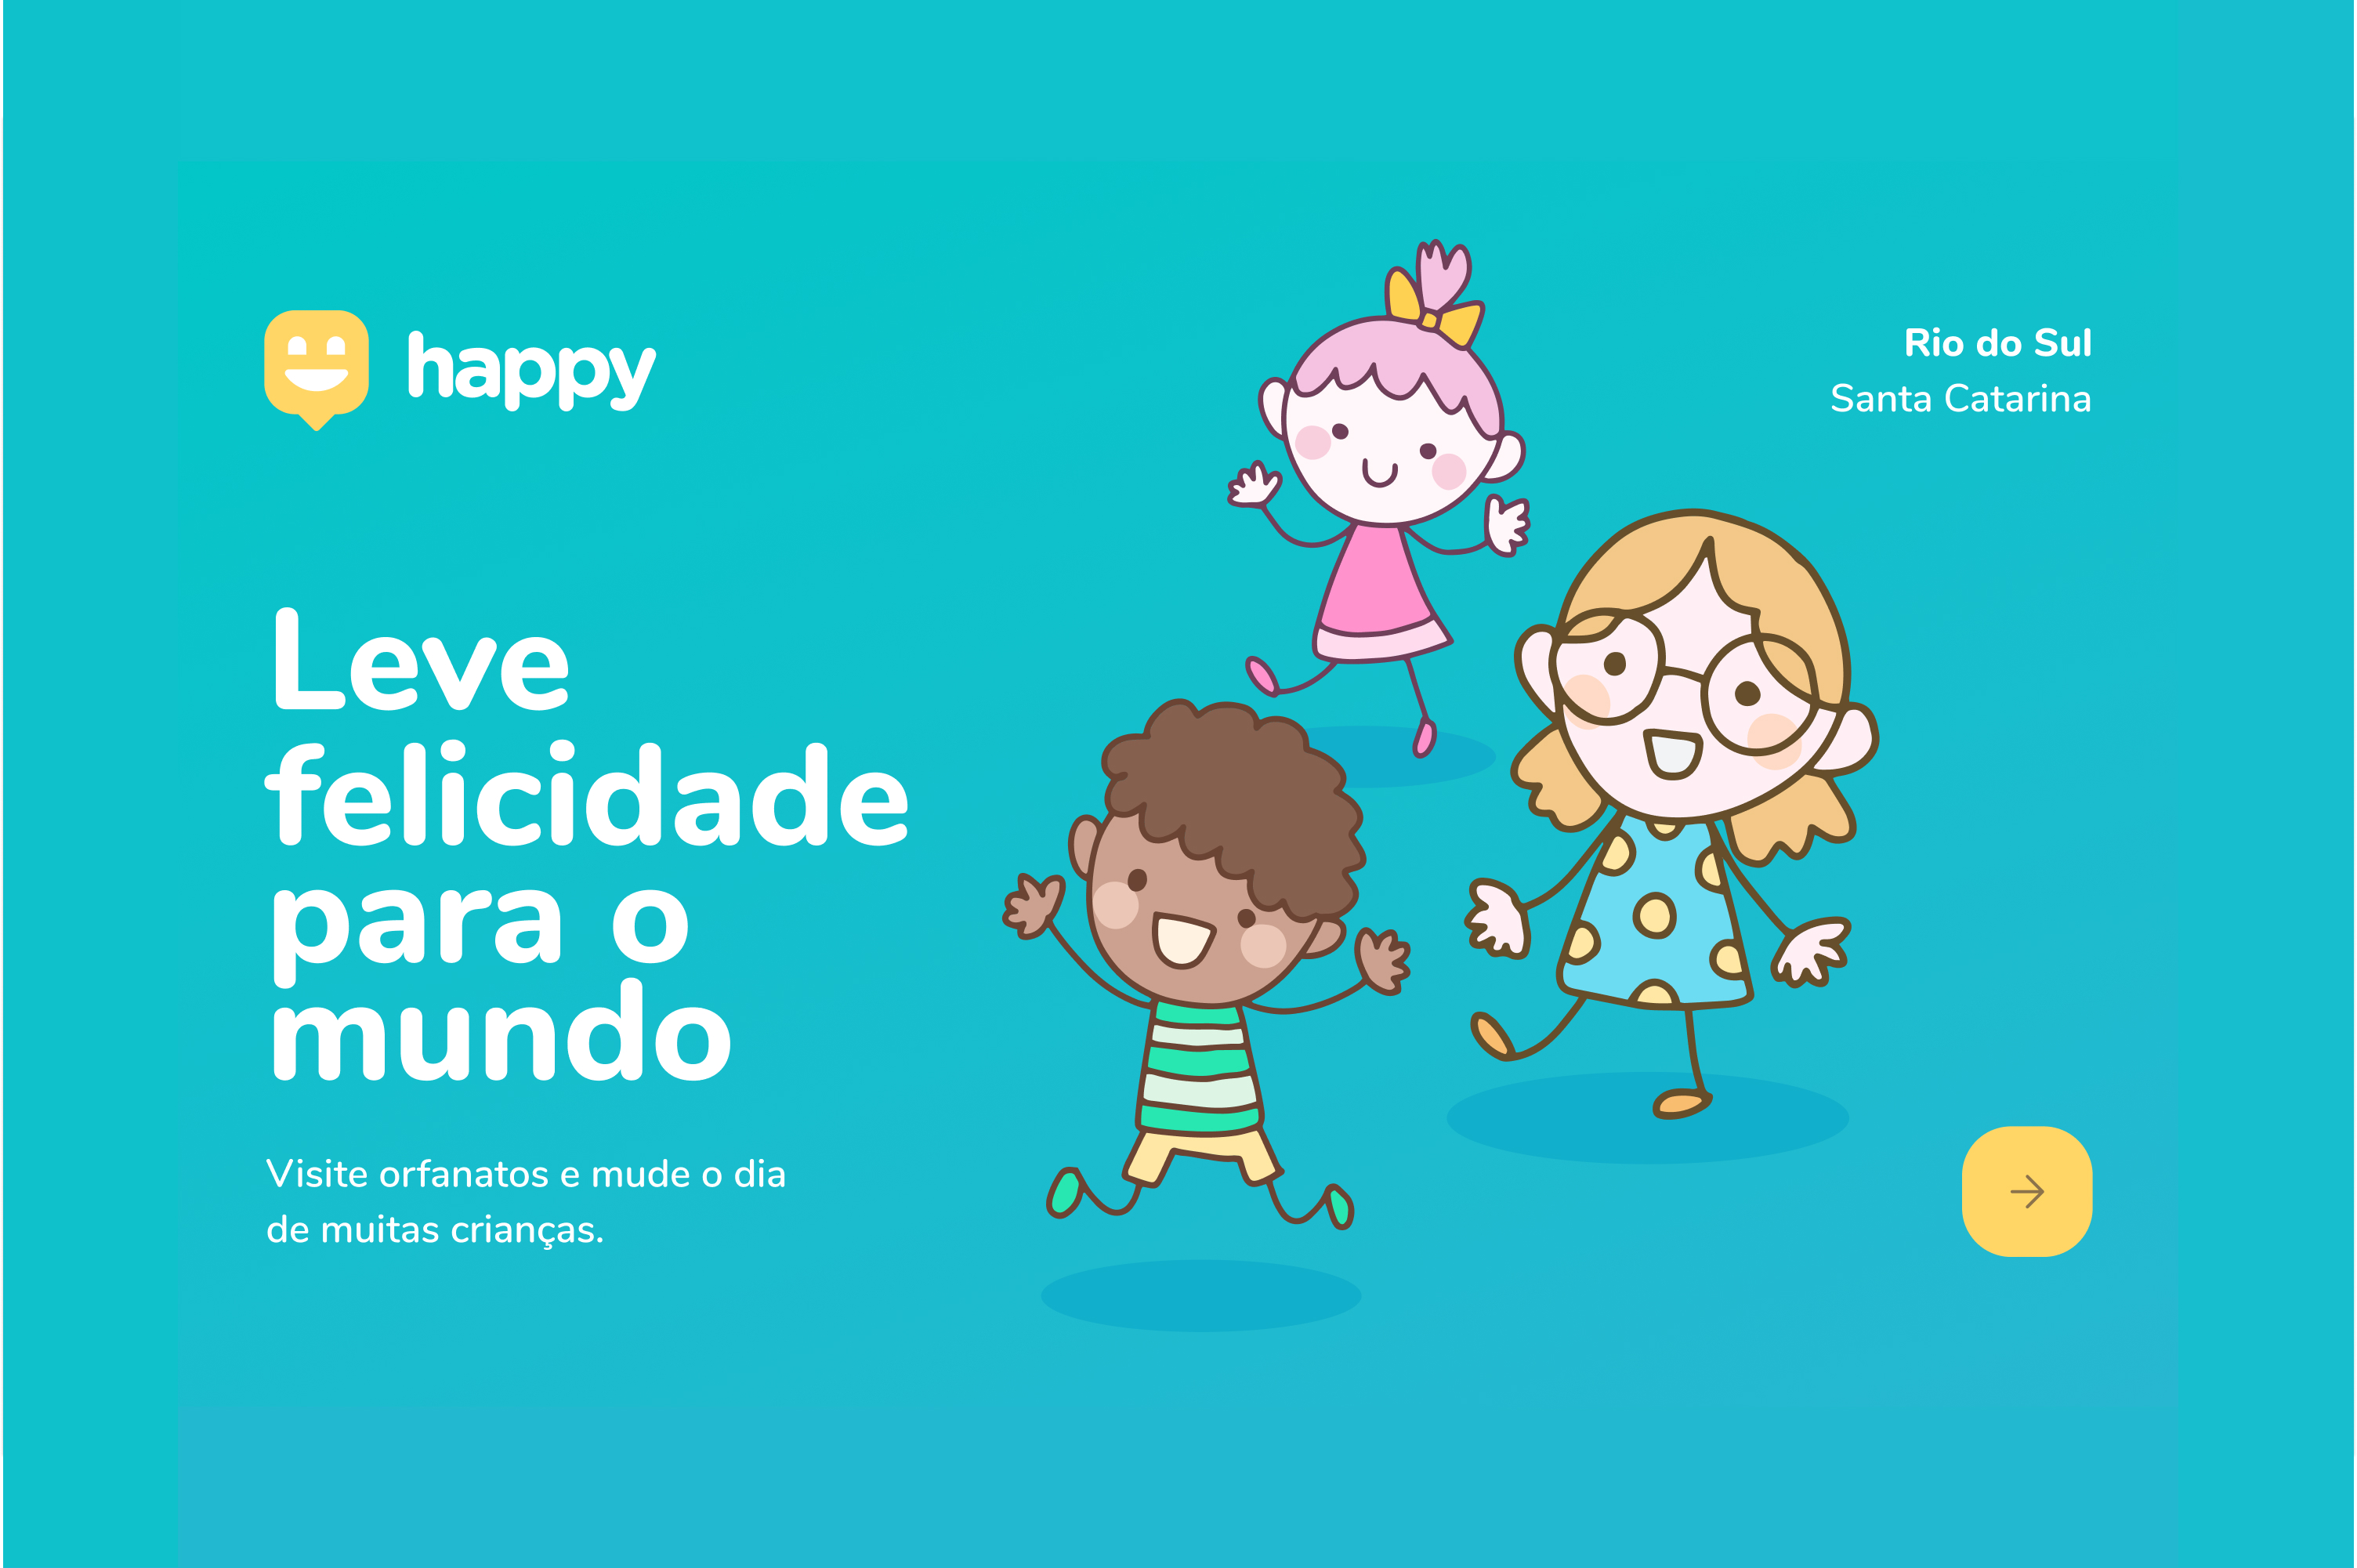 happy
Rio do Sul
Santa Catarina
Leve
felicidade
para o
mundo
Visite orfanatos e mude o dia
de muitas crianças.